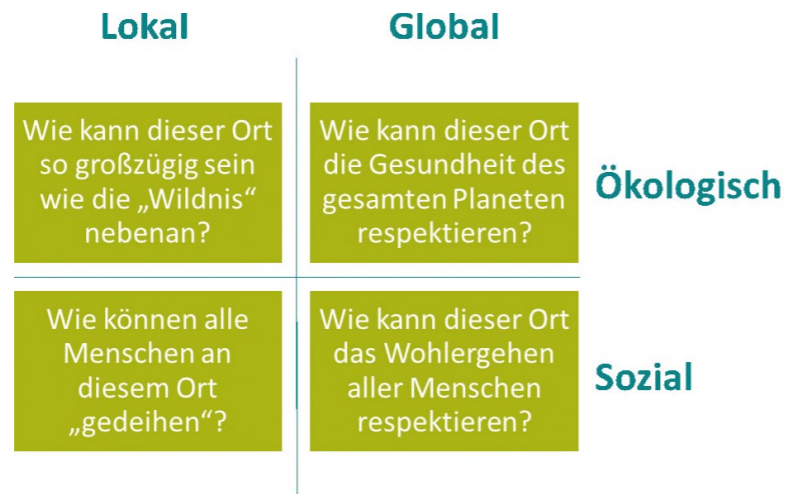 Lokal
Global
Wie kann dieser Ort
so großzügig sein
wie die „Wildnis“
nebenan?
Wie kann dieser Ort
die Gesundheit des
gesamten Planeten
respektieren?
Ökologisch
Wie können alle
Menschen an
diesem Ort
„gedeihen“?
Wie kann dieser Ort
das Wohlergehen
aller Menschen
respektieren?
Sozial